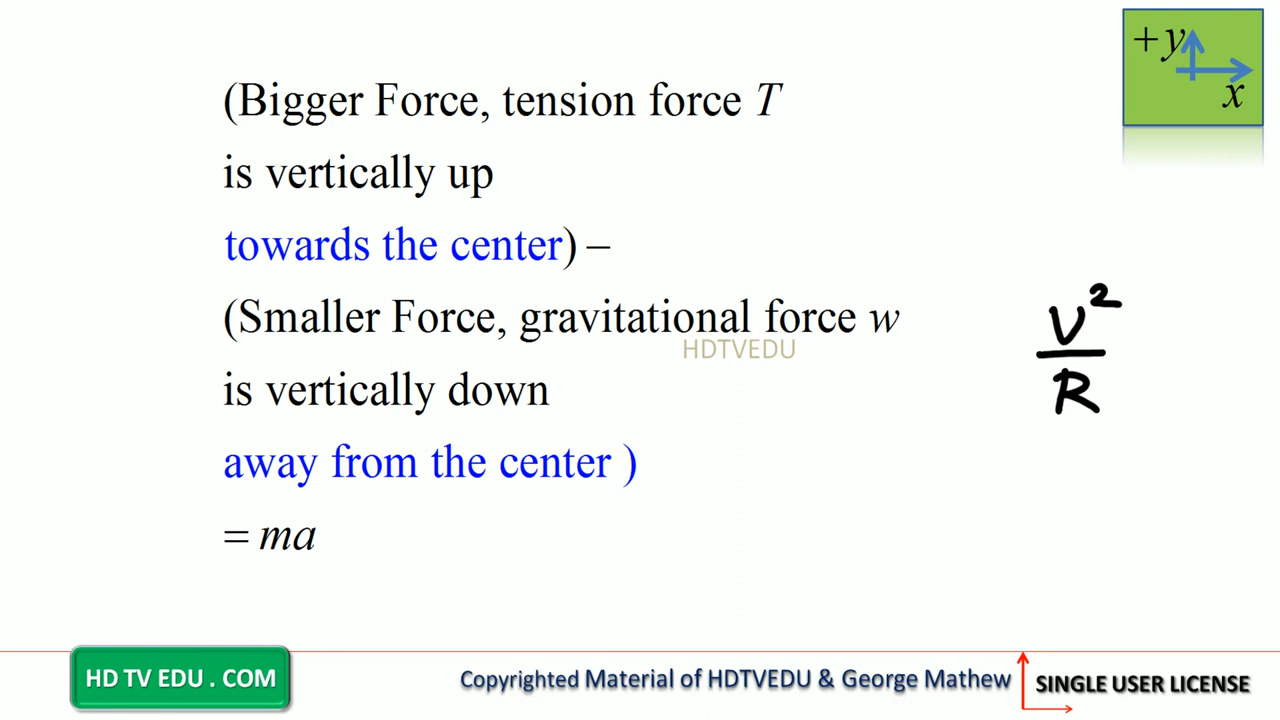 +y
x
(Bigger Force, tension force T
is vertically up
towards the center) –
(Smaller Force, gravitational force w
HDTVEDU
is vertically down
away from the center )
= ma
V²
R
HD TV EDU . COM
Copyrighted Material of HDTVEDU & George Mathew
SINGLE USER LICENSE